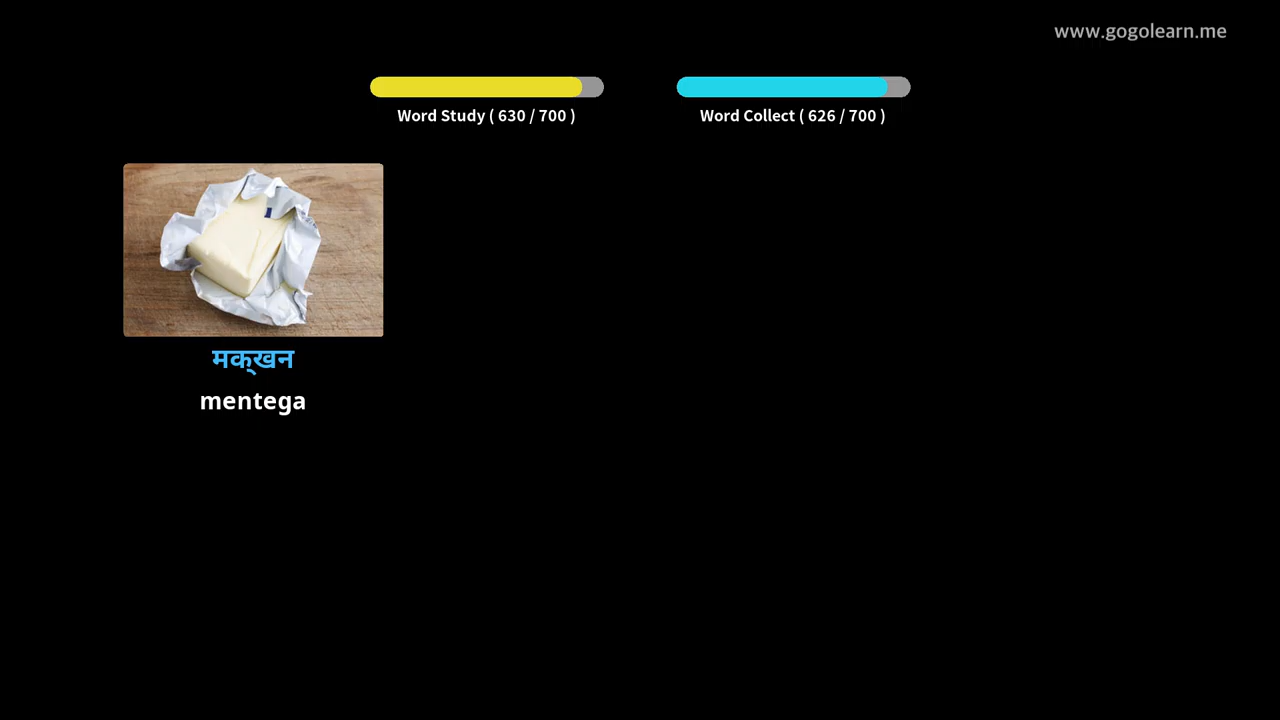 www.gogolearn.me
Word Study ( 630 / 700 )
Word Collect ( 626 / 700 )
मक्खन
mentega